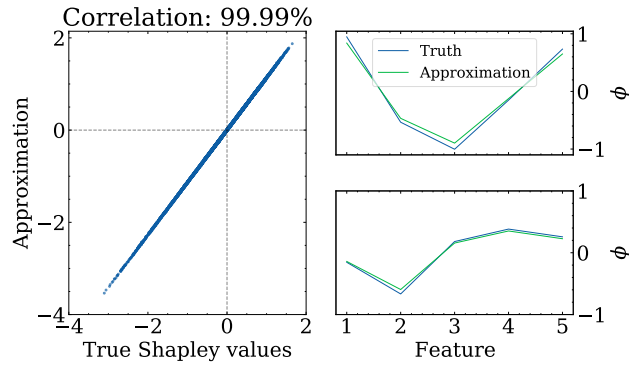 Correlation: 99.99%
Approximation
2
0
−2
−4
−4
−2
0
2
True Shapley values
Truth
Approximation
1
0
−1
ϕ
1
0
−1
ϕ
1
2
3
4
5
Feature